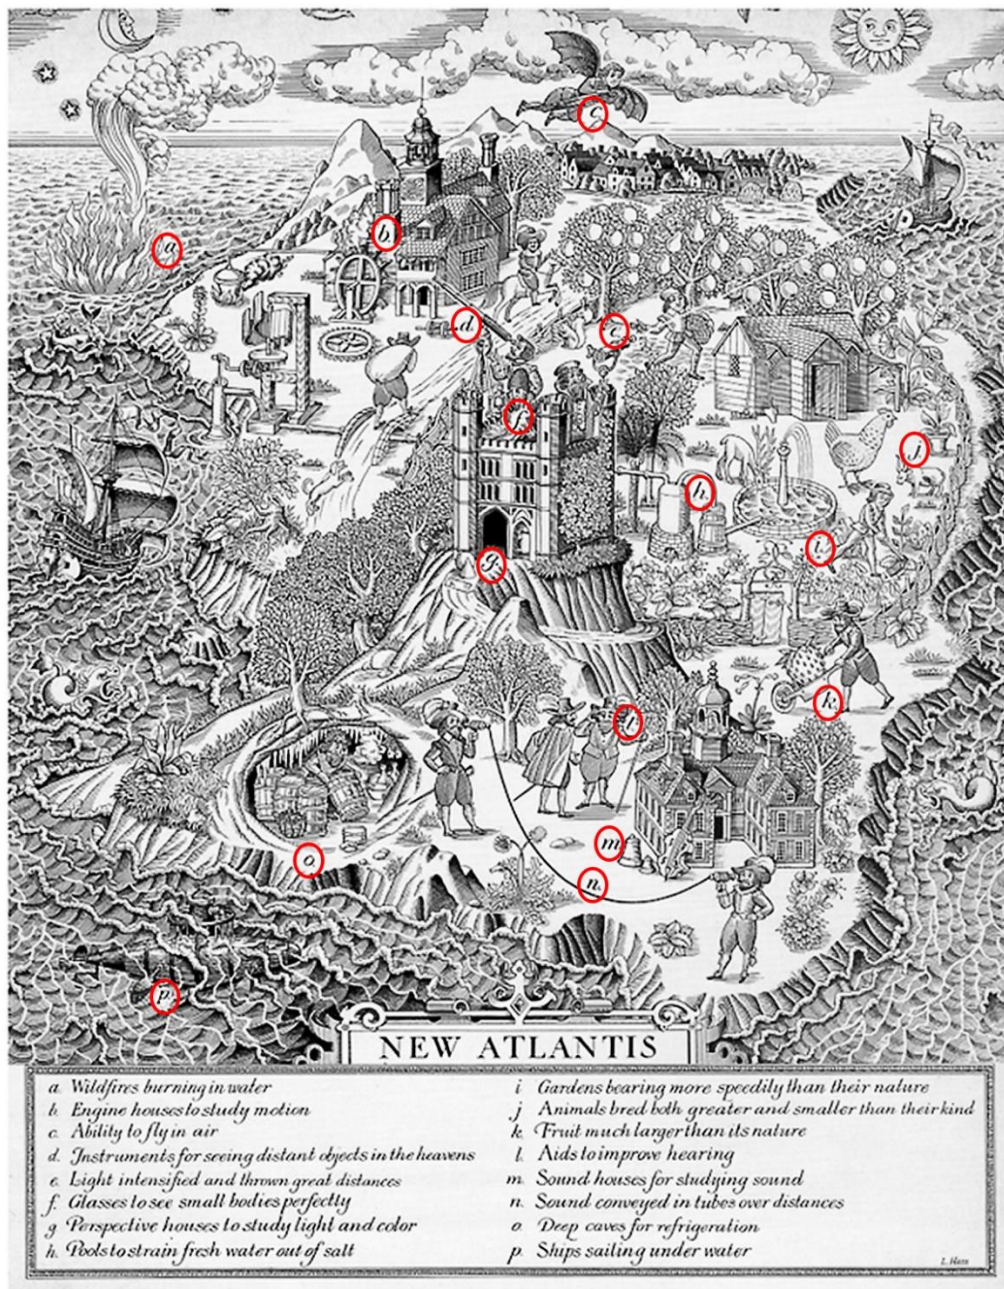 c.
b.
a.
d.
e.
f.
j.
h.
i.
g.
k.
l.
m.
o.
n.
p.
NEW ATLANTIS
a. Wildfires burning in water
b. Engine houses to study motion
c. Ability to fly in air
d. Instruments for seeing distant objects in the heavens
e. Light intensified and thrown great distances
f. Glasses to see small bodies perfectly
g Perspective houses to study light and color
h. Pools to strain fresh water out of salt
i Gardens bearing more speedily than their nature
j Animals bred both greater and smaller than their kind
k. Fruit much larger than its nature
l. Aids to improve hearing
m. Sound houses for studying sound
n. Sound conveyed in tubes over distances
o. Deep caves for refrigeration
p. Ships sailing under water